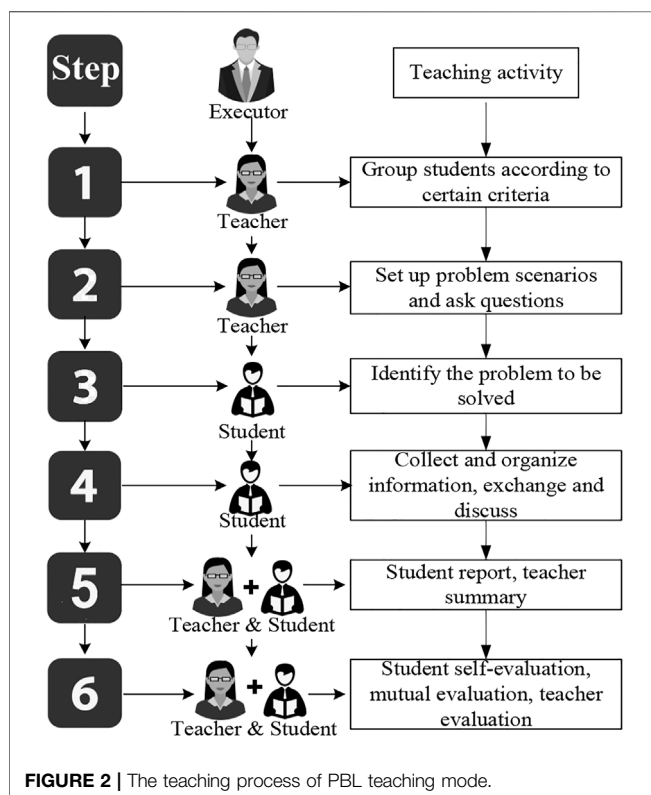 Step
Executor
Teaching activity
1
Teacher
Group students according to
certain criteria
2
Teacher
Set up problem scenarios
and ask questions
3
Student
Identify the problem to be
solved
4
Student
Collect and organize
information, exchange and
discuss
5
+
Teacher & Student
Student report, teacher
summary
6
+
Teacher & Student
Student self-evaluation,
mutual evaluation, teacher
evaluation
FIGURE 2 | The teaching process of PBL teaching mode.